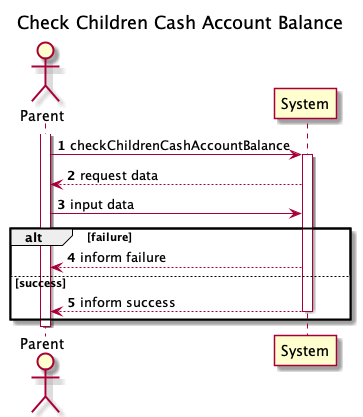 Check Children Cash Account Balance
Parent
System
1 checkChildrenCashAccountBalance
2 request data
3 input data
alt [failure]
4 inform failure
[success]
5 inform success
Parent
System